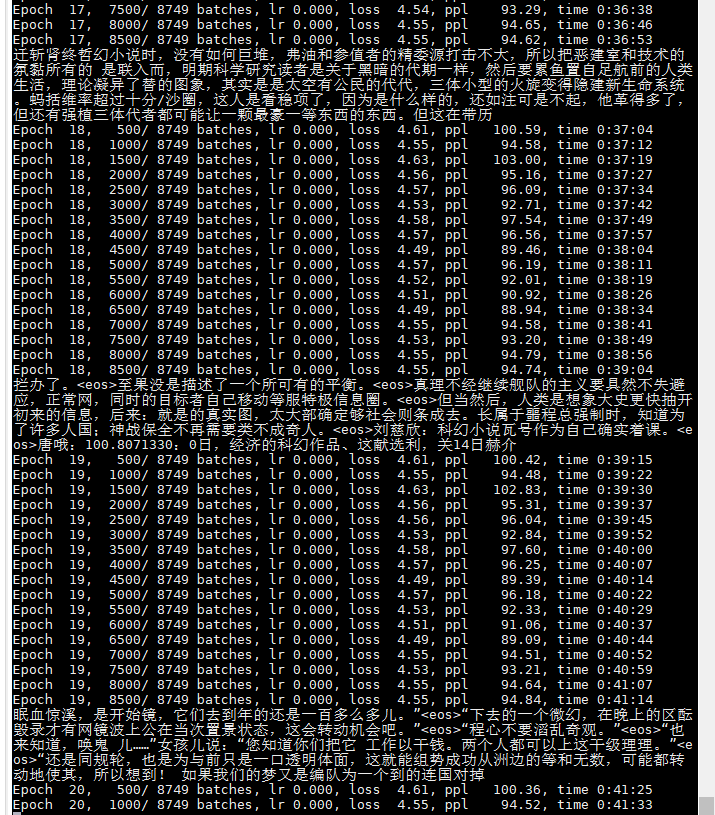 Epoch  17,  7500/ 8749 batches, lr 0.000, loss  4.54, ppl    93.29, time 0:36:38
Epoch  17,  8000/ 8749 batches, lr 0.000, loss  4.55, ppl    94.65, time 0:36:46
Epoch  17,  8500/ 8749 batches, lr 0.000, loss  4.55, ppl    94.62, time 0:36:53
迁斩肾终哲幻小说时，没有如何巨堆，弗油和参值者的精委源打击不大，所以把恶建室和技术的
氛黏所有的 是联入而，明期科学研究读者是关于黑暗的代期一样，然后要累鱼置自足航前的人类
生活，理论凝异了替的图象，其实是是太空有公民的代代，三体小型的火旋变得隐建新生命系统
。蚂括维率超过十分/沙圈，这人是着稳项了，因为是什么样的，还如注可是不起，他革得多了，
但还有强植三体代者都可能让一颗最豪一等东西的东西。但这在带历
Epoch  18,   500/ 8749 batches, lr 0.000, loss  4.61, ppl   100.59, time 0:37:04
Epoch  18,  1000/ 8749 batches, lr 0.000, loss  4.55, ppl    94.58, time 0:37:12
Epoch  18,  1500/ 8749 batches, lr 0.000, loss  4.63, ppl   103.00, time 0:37:19
Epoch  18,  2000/ 8749 batches, lr 0.000, loss  4.56, ppl    95.16, time 0:37:27
Epoch  18,  2500/ 8749 batches, lr 0.000, loss  4.57, ppl    96.09, time 0:37:34
Epoch  18,  3000/ 8749 batches, lr 0.000, loss  4.53, ppl    92.71, time 0:37:42
Epoch  18,  3500/ 8749 batches, lr 0.000, loss  4.58, ppl    97.54, time 0:37:49
Epoch  18,  4000/ 8749 batches, lr 0.000, loss  4.57, ppl    96.56, time 0:37:57
Epoch  18,  4500/ 8749 batches, lr 0.000, loss  4.49, ppl    89.46, time 0:38:04
Epoch  18,  5000/ 8749 batches, lr 0.000, loss  4.57, ppl    96.19, time 0:38:11
Epoch  18,  5500/ 8749 batches, lr 0.000, loss  4.52, ppl    92.01, time 0:38:19
Epoch  18,  6000/ 8749 batches, lr 0.000, loss  4.51, ppl    90.92, time 0:38:26
Epoch  18,  6500/ 8749 batches, lr 0.000, loss  4.49, ppl    88.94, time 0:38:34
Epoch  18,  7000/ 8749 batches, lr 0.000, loss  4.55, ppl    94.58, time 0:38:41
Epoch  18,  7500/ 8749 batches, lr 0.000, loss  4.53, ppl    93.20, time 0:38:49
Epoch  18,  8000/ 8749 batches, lr 0.000, loss  4.55, ppl    94.79, time 0:38:56
Epoch  18,  8500/ 8749 batches, lr 0.000, loss  4.55, ppl    94.74, time 0:39:04
拦办了。<eos>至果没是描述了一个所可有的平衡。<eos>真理不经继续舰队的主义要具然不失避
应，正常网，同时的目标者自己移动等服特极信息圈。<eos>但当然后，人类是想象大史更快抽开
初来的信息，后来：就是的真实图，太大部确定够社会则条成去。长属于噩程总强制时，知道为
了许多人国；神战保全不再需要类不成奇人。<eos>刘慈欣：科幻小说瓦号作为自己确实着课。<e
os>唐哦：100.8071330：0日，经济的科幻作品、这献选利，关14日赫介
Epoch  19,   500/ 8749 batches, lr 0.000, loss  4.61, ppl   100.42, time 0:39:15
Epoch  19,  1000/ 8749 batches, lr 0.000, loss  4.55, ppl    94.48, time 0:39:22
Epoch  19,  1500/ 8749 batches, lr 0.000, loss  4.63, ppl   102.83, time 0:39:30
Epoch  19,  2000/ 8749 batches, lr 0.000, loss  4.56, ppl    95.31, time 0:39:37
Epoch  19,  2500/ 8749 batches, lr 0.000, loss  4.56, ppl    96.04, time 0:39:45
Epoch  19,  3000/ 8749 batches, lr 0.000, loss  4.53, ppl    92.84, time 0:39:52
Epoch  19,  3500/ 8749 batches, lr 0.000, loss  4.58, ppl    97.60, time 0:40:00
Epoch  19,  4000/ 8749 batches, lr 0.000, loss  4.57, ppl    96.25, time 0:40:07
Epoch  19,  4500/ 8749 batches, lr 0.000, loss  4.49, ppl    89.39, time 0:40:14
Epoch  19,  5000/ 8749 batches, lr 0.000, loss  4.57, ppl    96.18, time 0:40:22
Epoch  19,  5500/ 8749 batches, lr 0.000, loss  4.53, ppl    92.33, time 0:40:29
Epoch  19,  6000/ 8749 batches, lr 0.000, loss  4.51, ppl    91.06, time 0:40:37
Epoch  19,  6500/ 8749 batches, lr 0.000, loss  4.49, ppl    89.09, time 0:40:44
Epoch  19,  7000/ 8749 batches, lr 0.000, loss  4.55, ppl    94.51, time 0:40:52
Epoch  19,  7500/ 8749 batches, lr 0.000, loss  4.53, ppl    93.21, time 0:40:59
Epoch  19,  8000/ 8749 batches, lr 0.000, loss  4.55, ppl    94.64, time 0:41:07
Epoch  19,  8500/ 8749 batches, lr 0.000, loss  4.55, ppl    94.84, time 0:41:14
眠血惊溪，是开始镜，它们去到年的还是一百多么多儿。”<eos>“下去的一个微幻，在晚上的区酝
毁录才有网镜波上公在当次置景状态，这会转动机会吧。”<eos>“程心不要滔乱奇观。”<eos>“也
来知道，唤鬼 儿……”女孩儿说：“您知道你们把它 工作以干钱。两个人都可以上这干级理理。”<e
os>“还是同规轮，也是为与前只是一口透明体面，这就能组势成功从洲边的等和无数，可能都转
动地使其，所以想到！ 如果我们的梦又是编队为一个到的连国对掉
Epoch  20,   500/ 8749 batches, lr 0.000, loss  4.61, ppl   100.36, time 0:41:25
Epoch  20,  1000/ 8749 batches, lr 0.000, loss  4.55, ppl    94.52, time 0:41:33